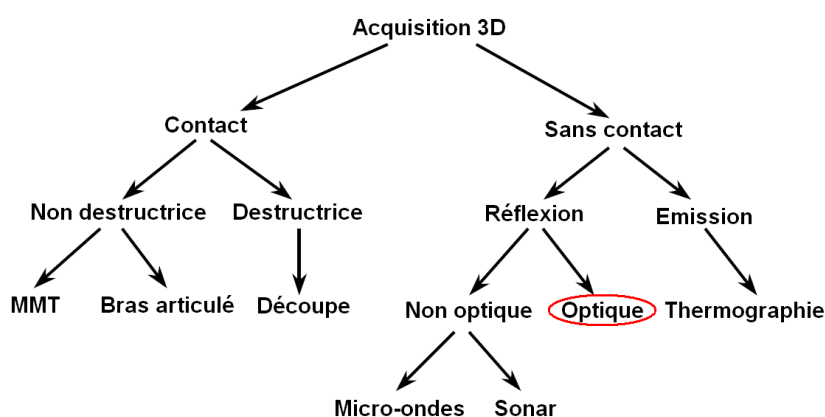 Acquisition 3D
Contact
Sans contact
Non destructrice
Destructrice
Réflexion
Emission
MMT
Bras articulé
Découpe
Non optique
Optique
Thermographie
Micro-ondes
Sonar